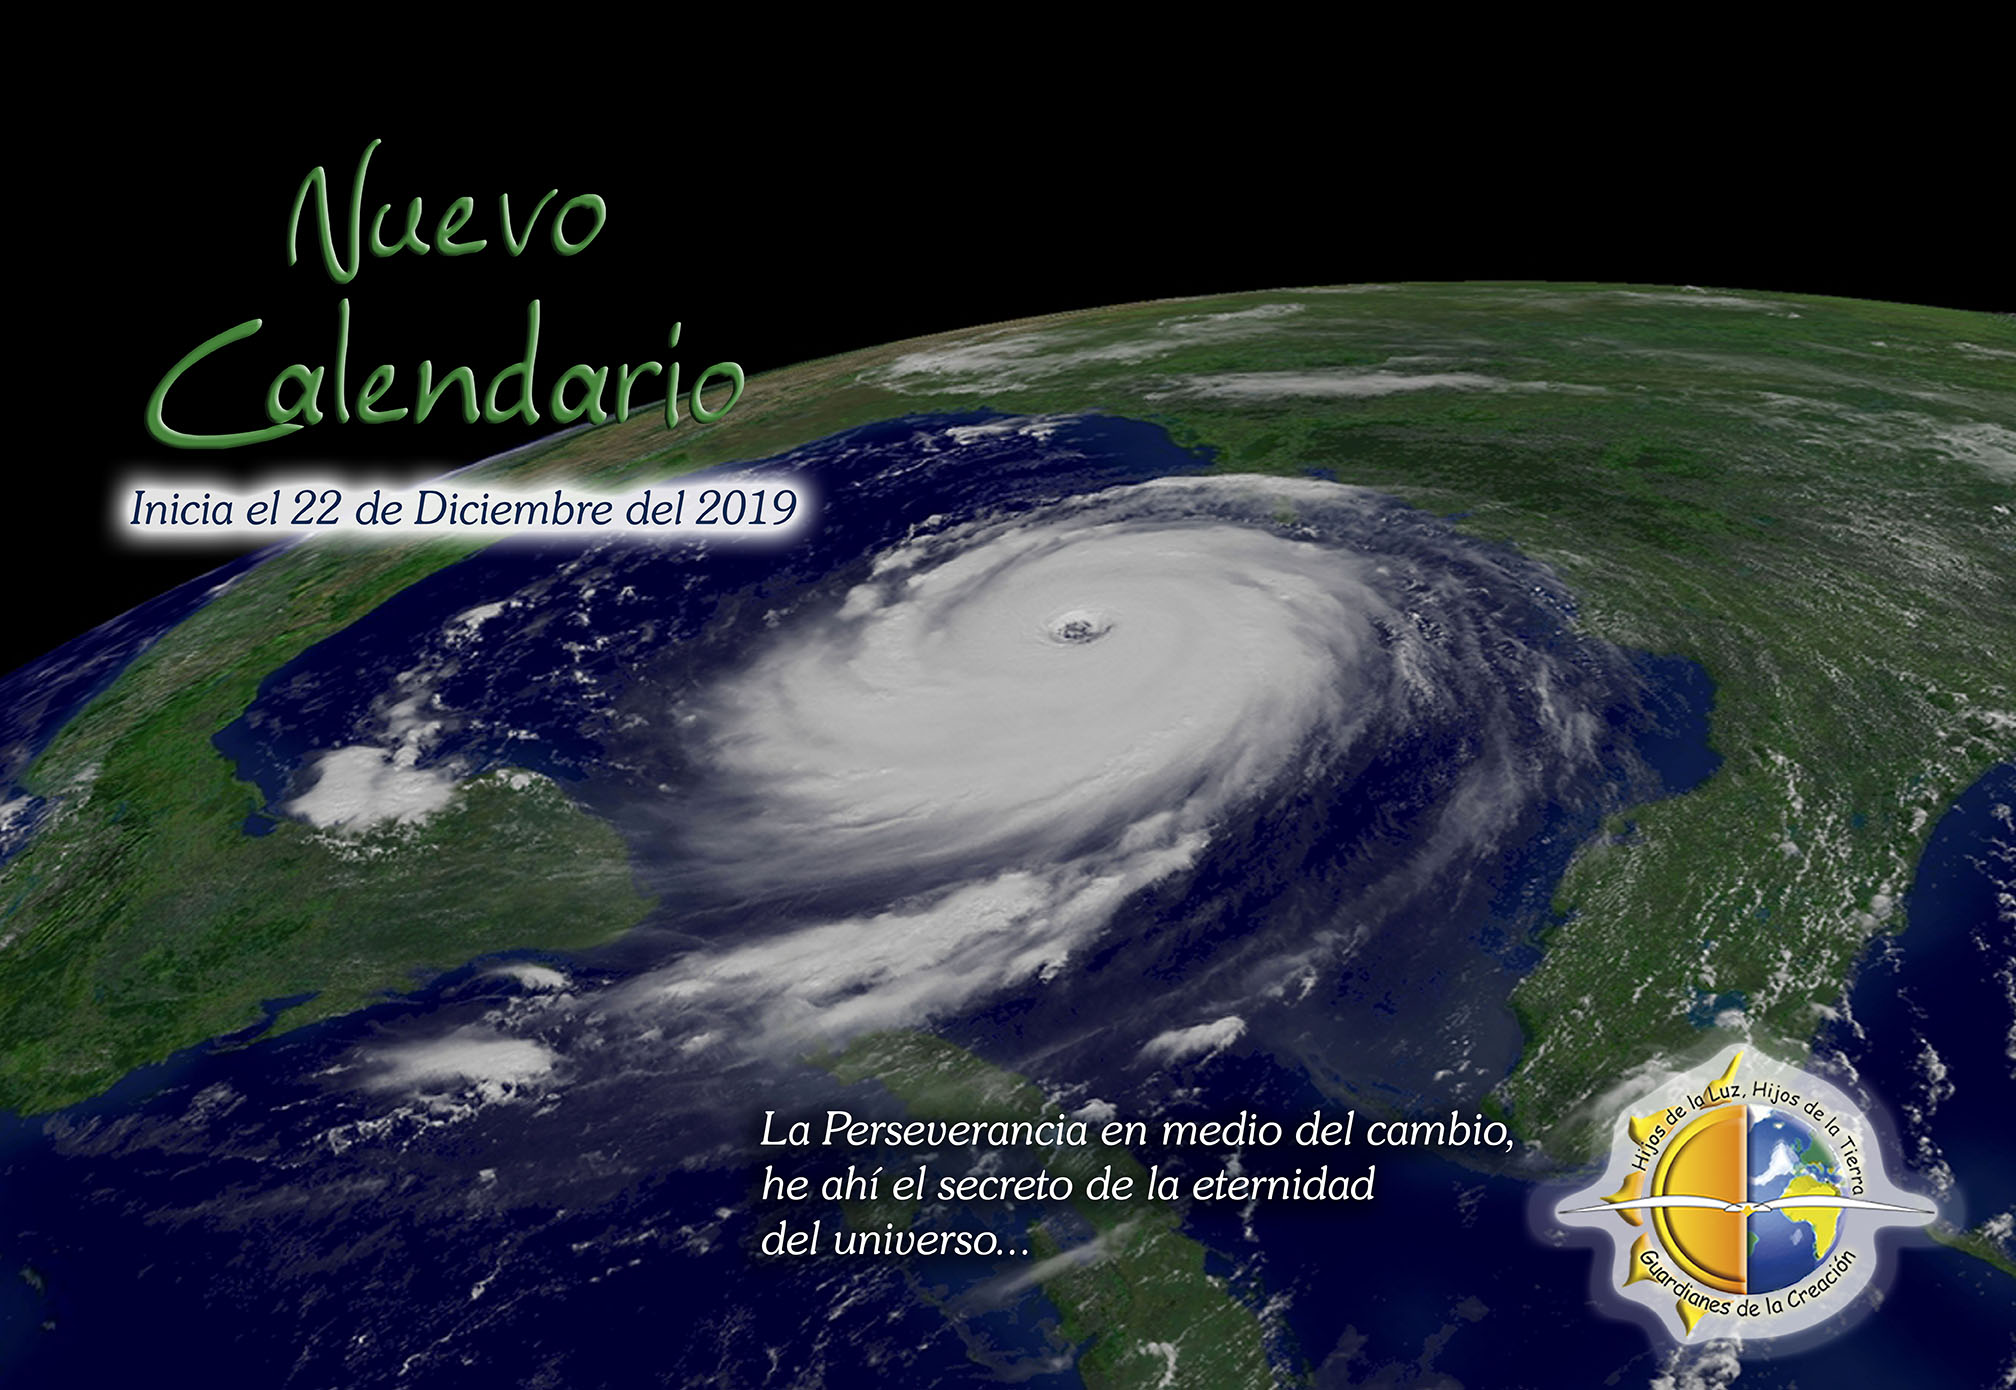 Nuevo
Calendario
Inicia el 22 de Diciembre del 2019
La Perseverancia en medio del cambio,
he ahí el secreto de la eternidad
del universo...
Hijos de la Luz, Hijos de la Tierra
Guardianes de la Creación